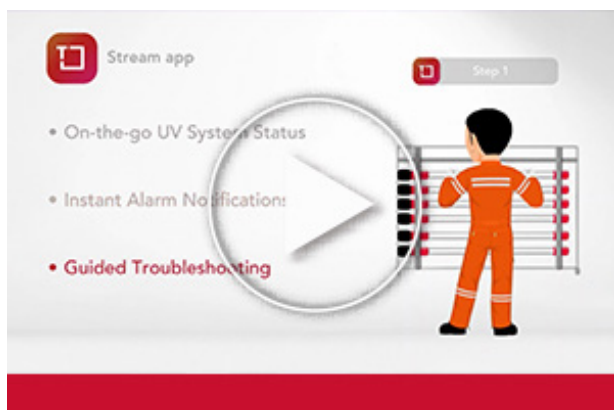 Stream app
Step 1
• On-the-go UV System Status
• Instant Alarm Notifications
• Guided Troubleshooting